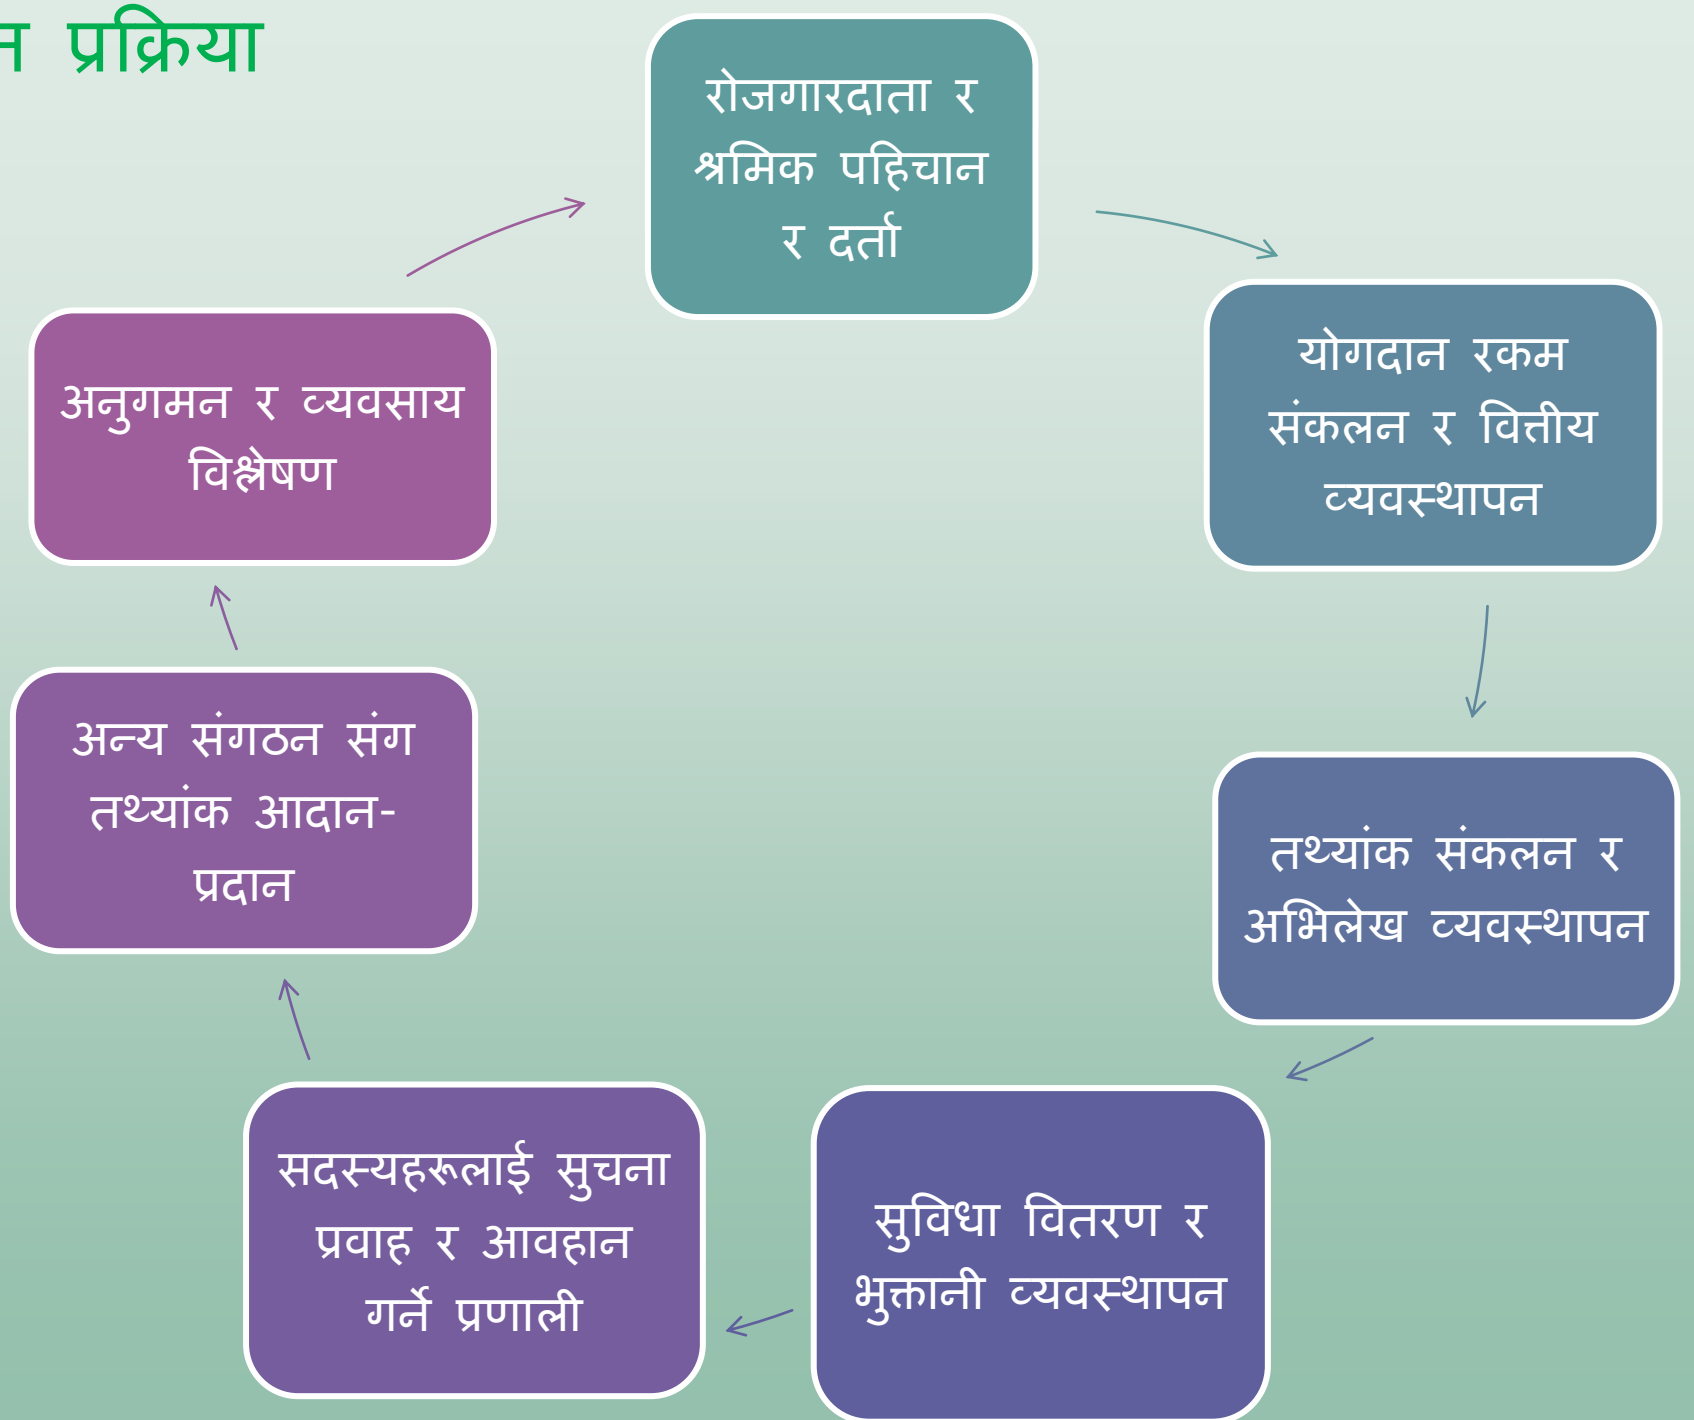 प्रक्रिया
रोजगारदाता र
श्रमिक पहिचान
र दर्ता
योगदान रकम
संकलन र वित्तीय
व्यवस्थापन
तथ्यांक संकलन र
अभिलेख व्यवस्थापन
सुविधा वितरण र
भुक्तानी व्यवस्थापन
सदस्यहरूलाई सुचना
प्रवाह र आवहान
गर्ने प्रणाली
अन्य संगठन संग
तथ्यांक आदान-
प्रदान
अनुगमन र व्यवसाय
विश्लेषण